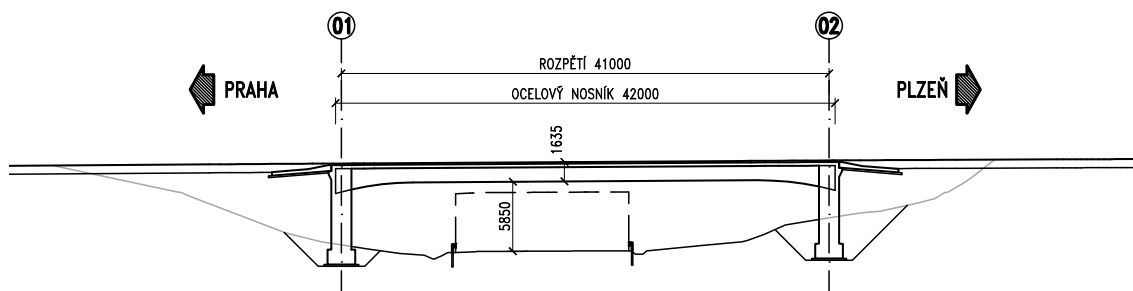 01 02
ROZPĚTÍ 41000
PRAHA
OCELOVÝ NOSNÍK 42000
PLZEŇ
1635
5850